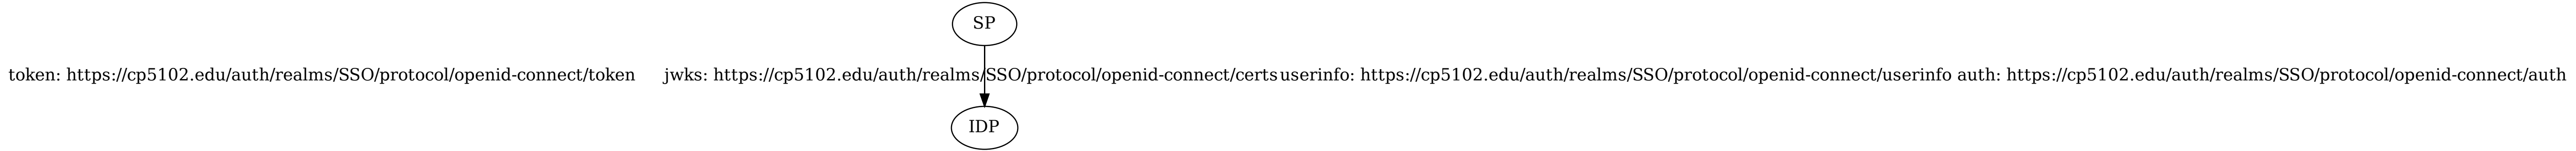 SP
token: https://cp5102.edu/auth/realms/SSO/protocol/openid-connect/token
jwks: https://cp5102.edu/auth/realms/SSO/protocol/openid-connect/certs
userinfo: https://cp5102.edu/auth/realms/SSO/protocol/openid-connect/userinfo
auth: https://cp5102.edu/auth/realms/SSO/protocol/openid-connect/auth
IDP